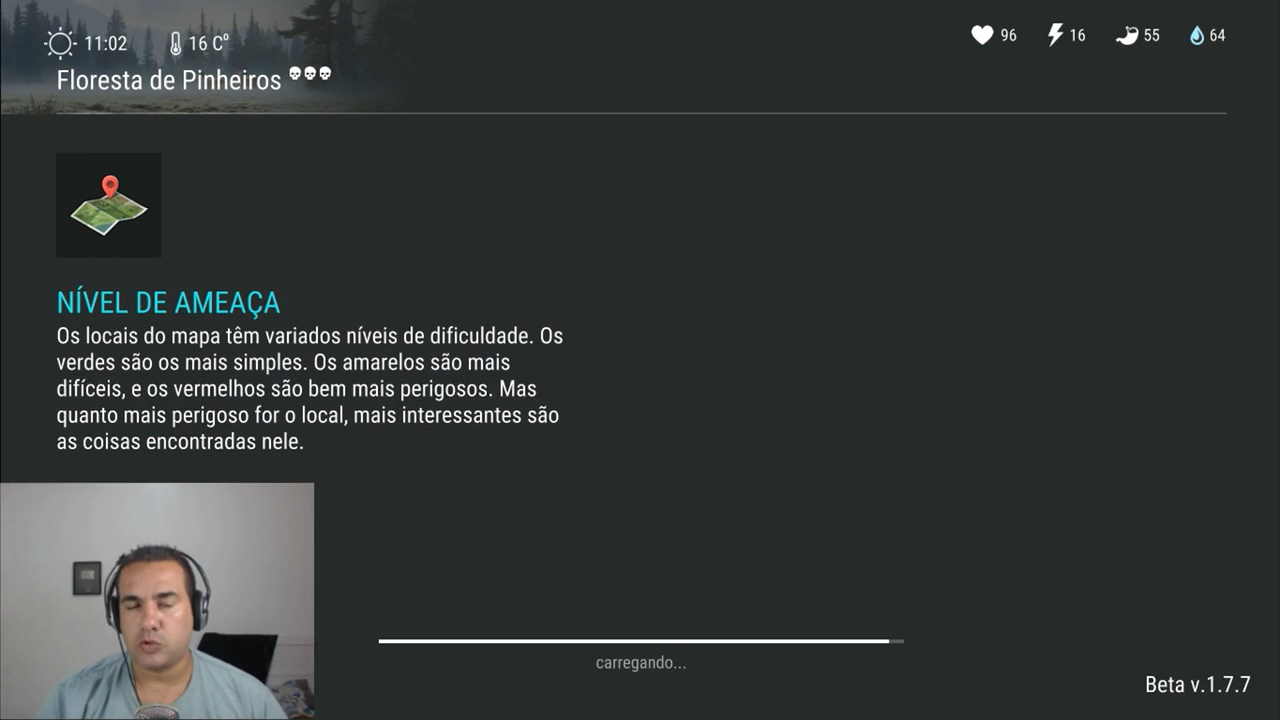 11:02 16 Cº
96 16 55 64
Floresta de Pinheiros
NÍVEL DE AMEAÇA
Os locais do mapa têm variados níveis de dificuldade. Os
verdes são os mais simples. Os amarelos são mais
difíceis, e os vermelhos são bem mais perigosos. Mas
quanto mais perigoso for o local, mais interessantes são
as coisas encontradas nele.
carregando...
Beta v.1.7.7